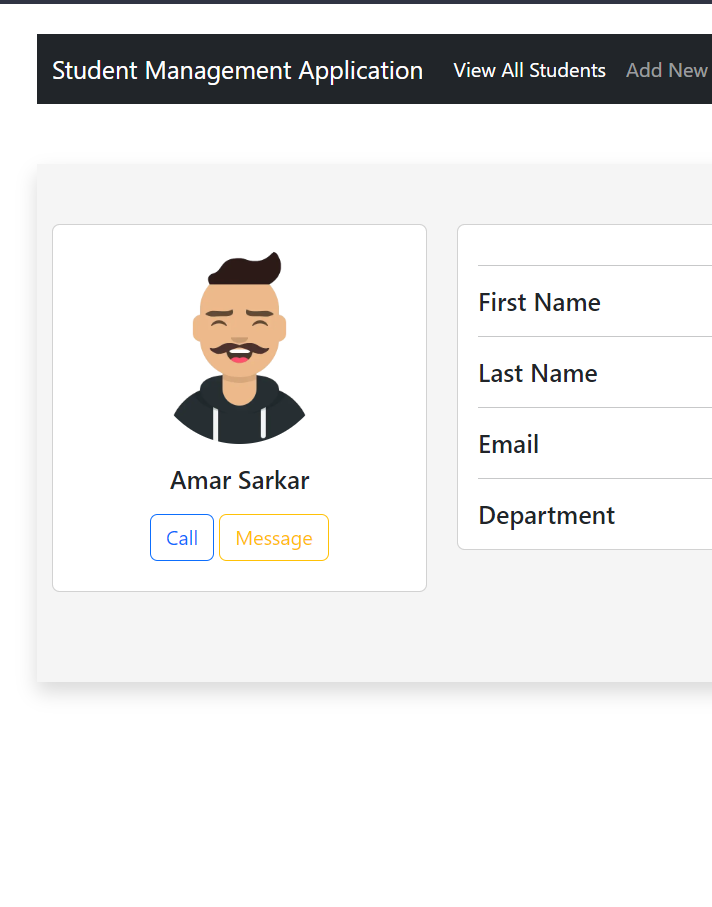 Student Management Application View All Students Add New
Amar Sarkar
Call Message
First Name
Last Name
Email
Department